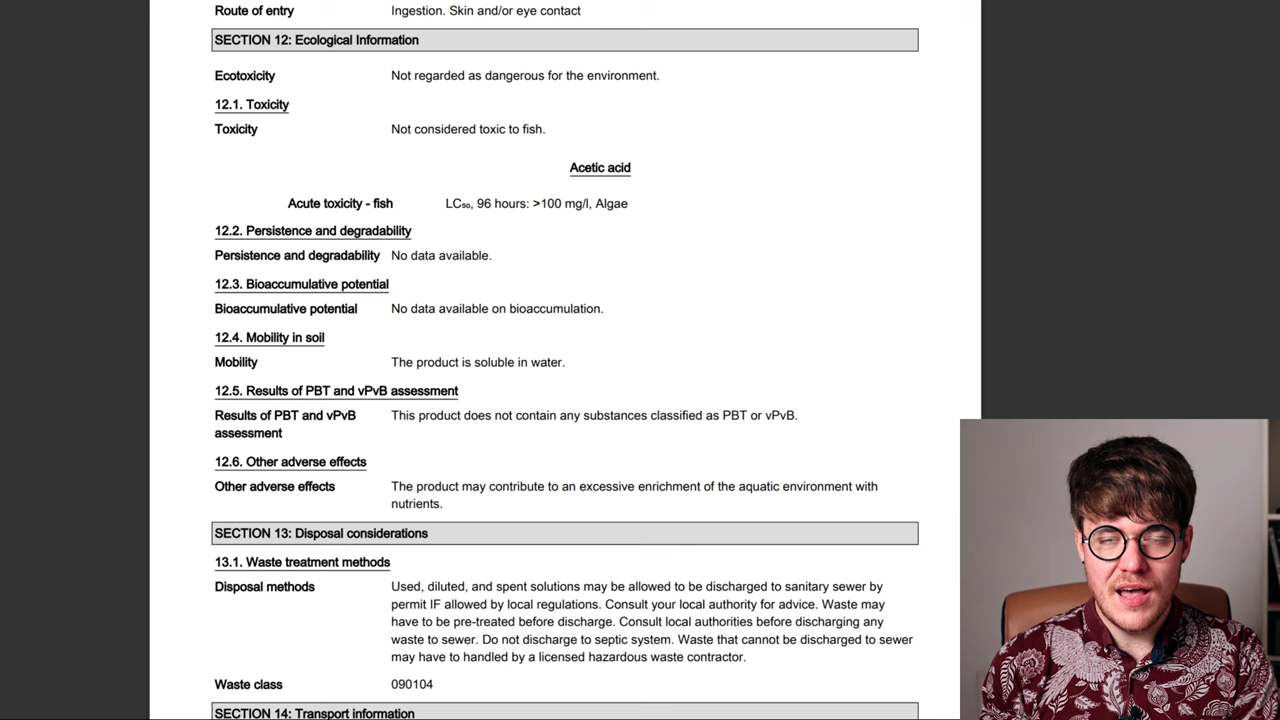 Route of entry Ingestion. Skin and/or eye contact
SECTION 12: Ecological Information
Ecotoxicity Not regarded as dangerous for the environment.
12.1. Toxicity
Toxicity Not considered toxic to fish.
Acetic acid
Acute toxicity - fish LC₅₀, 96 hours: >100 mg/l, Algae
12.2. Persistence and degradability
Persistence and degradability No data available.
12.3. Bioaccumulative potential
Bioaccumulative potential No data available on bioaccumulation.
12.4. Mobility in soil
Mobility The product is soluble in water.
12.5. Results of PBT and vPvB assessment
Results of PBT and vPvB This product does not contain any substances classified as PBT or vPvB.
assessment
12.6. Other adverse effects
Other adverse effects The product may contribute to an excessive enrichment of the aquatic environment with
nutrients.
SECTION 13: Disposal considerations
13.1. Waste treatment methods
Disposal methods Used, diluted, and spent solutions may be allowed to be discharged to sanitary sewer by
permit IF allowed by local regulations. Consult your local authority for advice. Waste may
have to be pre-treated before discharge. Consult local authorities before discharging any
waste to sewer. Do not discharge to septic system. Waste that cannot be discharged to sewer
may have to handled by a licensed hazardous waste contractor.
Waste class 090104
SECTION 14: Transport information